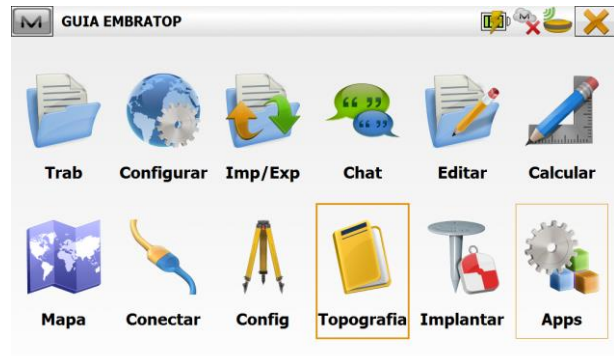 GUIA EMBRATOP
Trab Configurar Imp/Exp Chat Editar Calcular
Mapa Conectar Config Topografia Implantar Apps